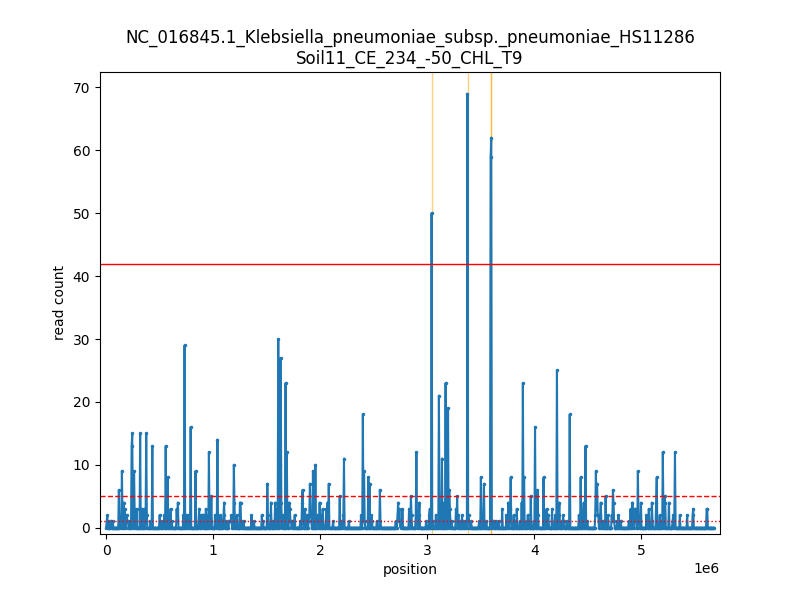 NC_016845.1_Klebsiella_pneumoniae_subsp._pneumoniae_HS11286
Soil11_CE_234_-50_CHL_T9
70
60
50
40
30
20
10
0
read count
0 1 2 3 4 5
1e6
position